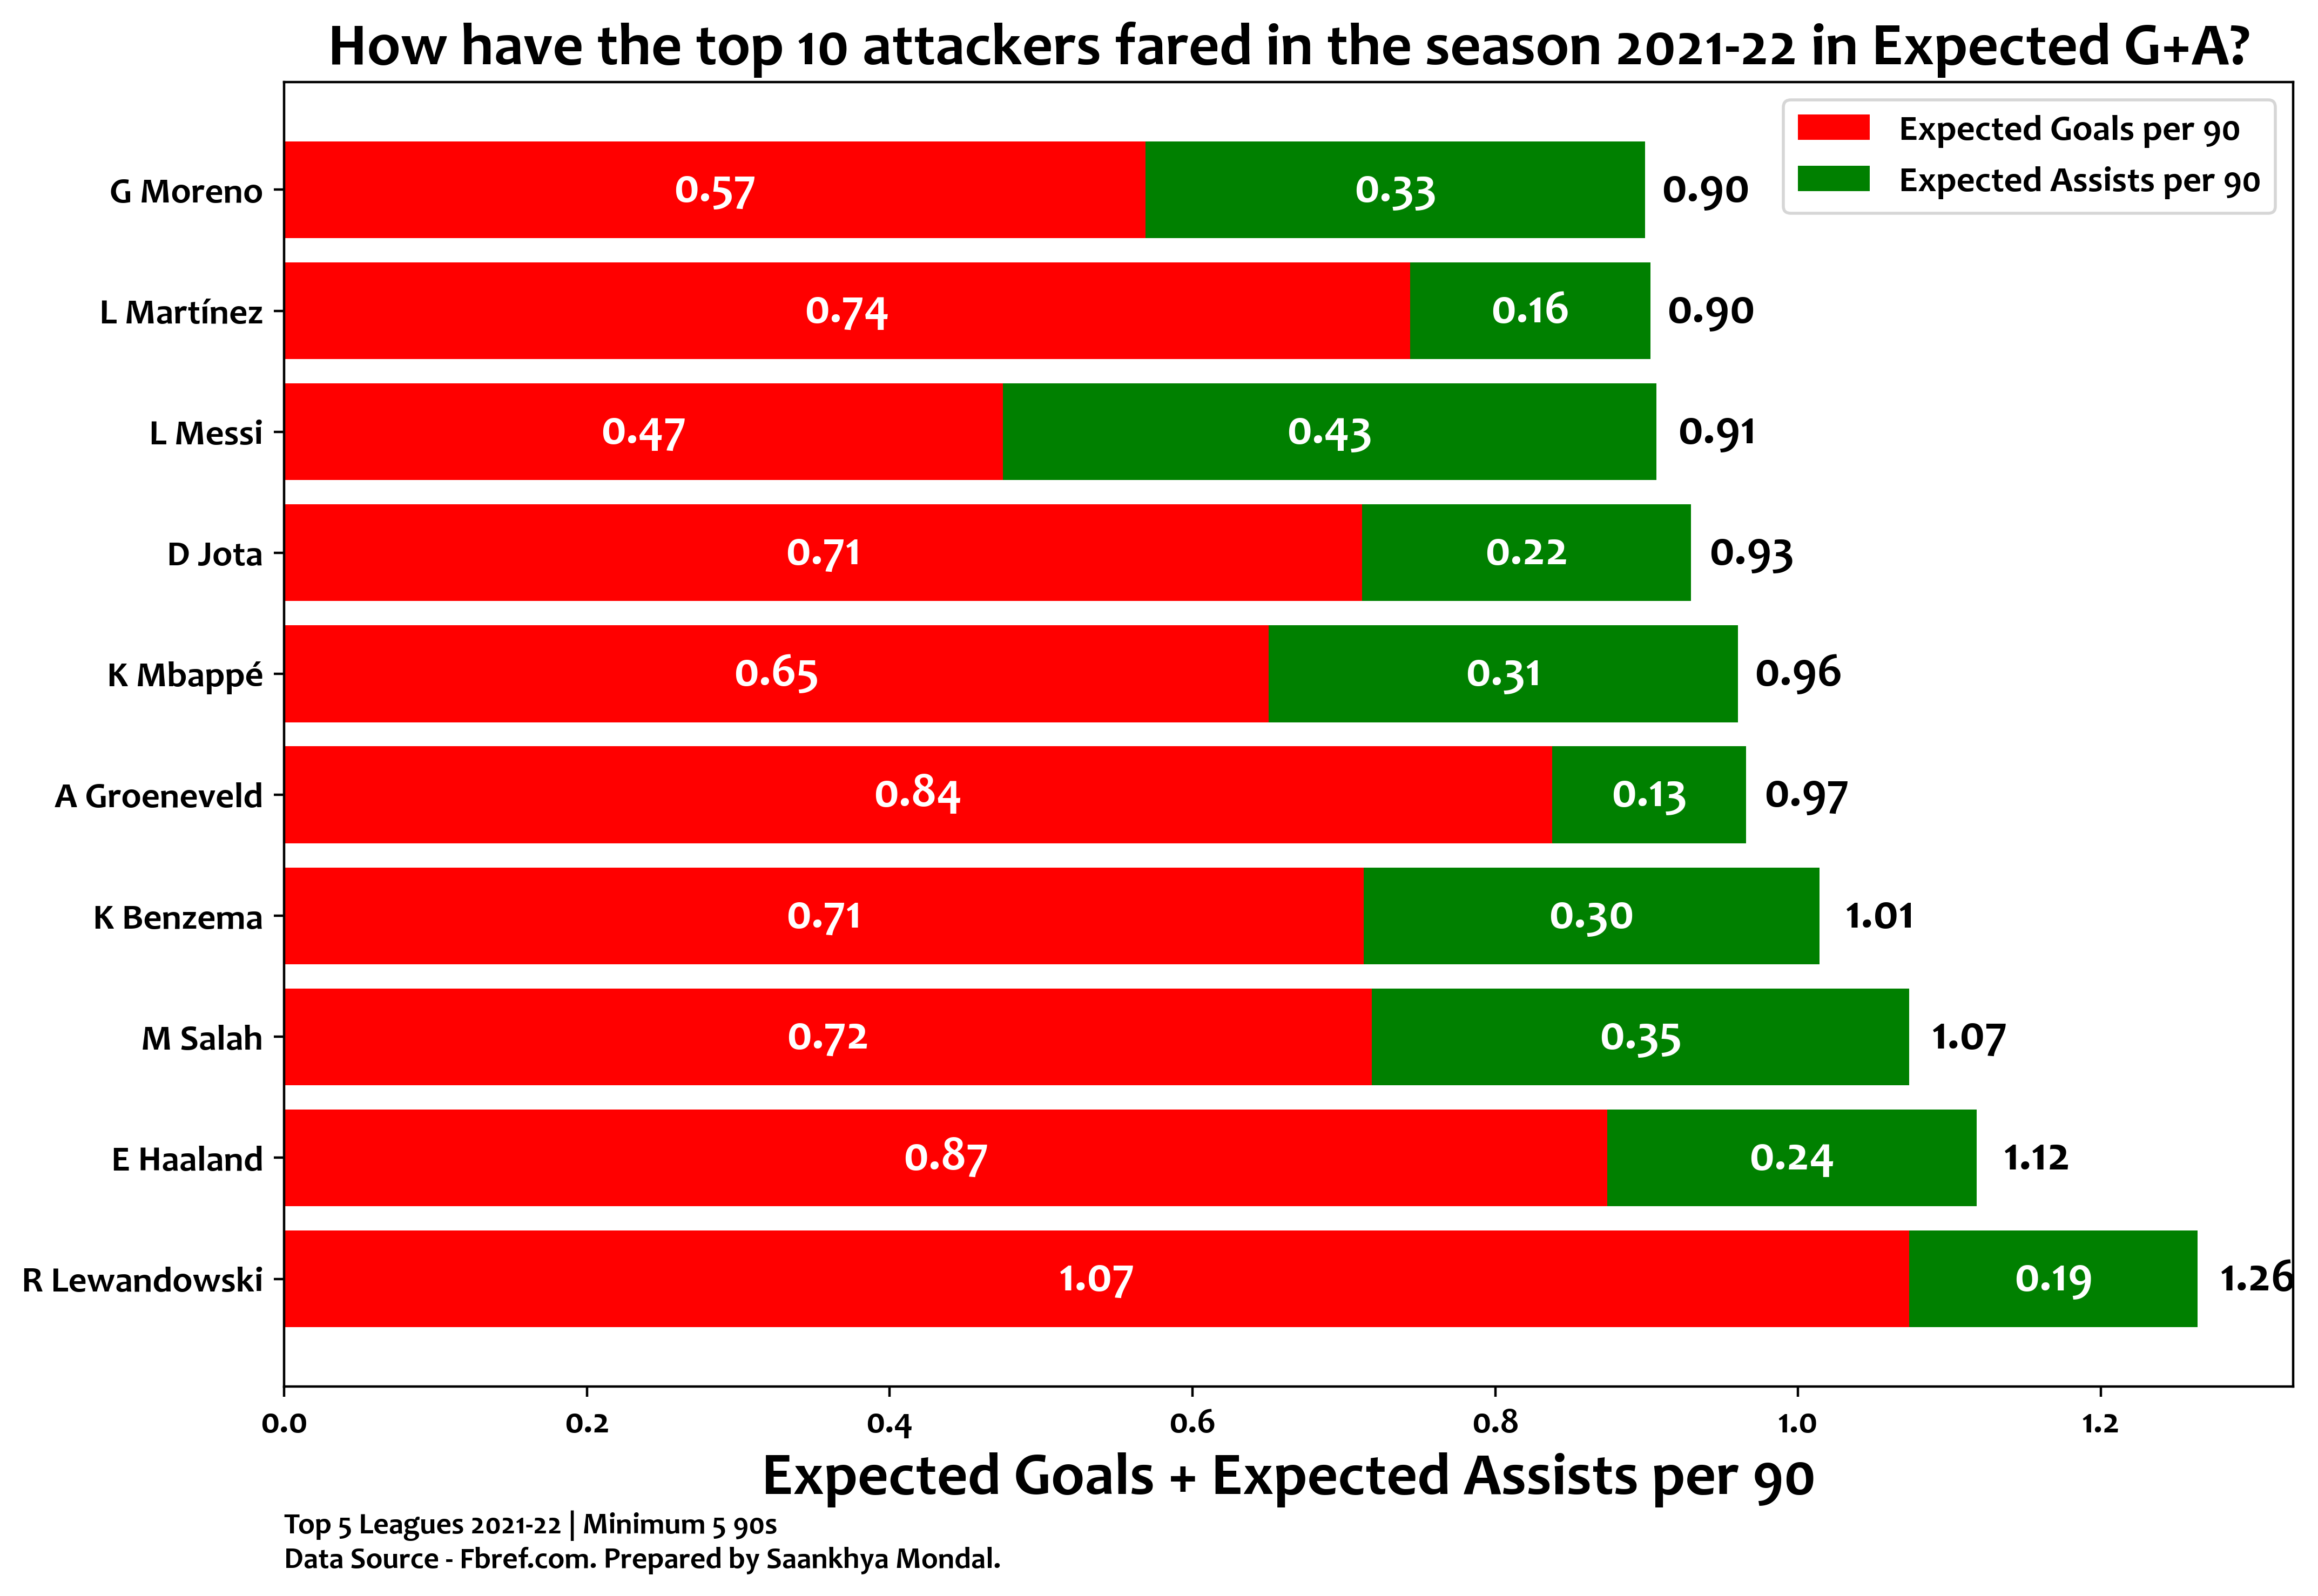 How have the top 10 attackers fared in the season 2021-22 in Expected G+A?
Expected Goals per 90
Expected Assists per 90
G Moreno 0.57 0.33 0.90
L Martínez 0.74 0.16 0.90
L Messi 0.47 0.43 0.91
D Jota 0.71 0.22 0.93
K Mbappé 0.65 0.31 0.96
A Groeneveld 0.84 0.13 0.97
K Benzema 0.71 0.30 1.01
M Salah 0.72 0.35 1.07
E Haaland 0.87 0.24 1.12
R Lewandowski 1.07 0.19 1.26
0.0 0.2 0.4 0.6 0.8 1.0 1.2
Expected Goals + Expected Assists per 90
Top 5 Leagues 2021-22 | Minimum 5 90s
Data Source - Fbref.com. Prepared by Saankhya Mondal.